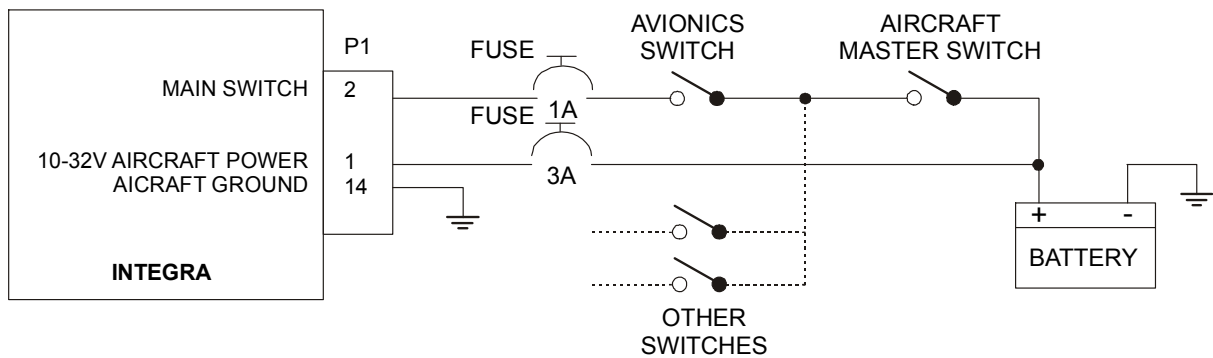 AVIONICS
SWITCH
AIRCRAFT
MASTER SWITCH
P1
FUSE
MAIN SWITCH
2
1A
FUSE
10-32V AIRCRAFT POWER
1
3A
AICRAFT GROUND
14
+ -
BATTERY
INTEGRA
OTHER
SWITCHES